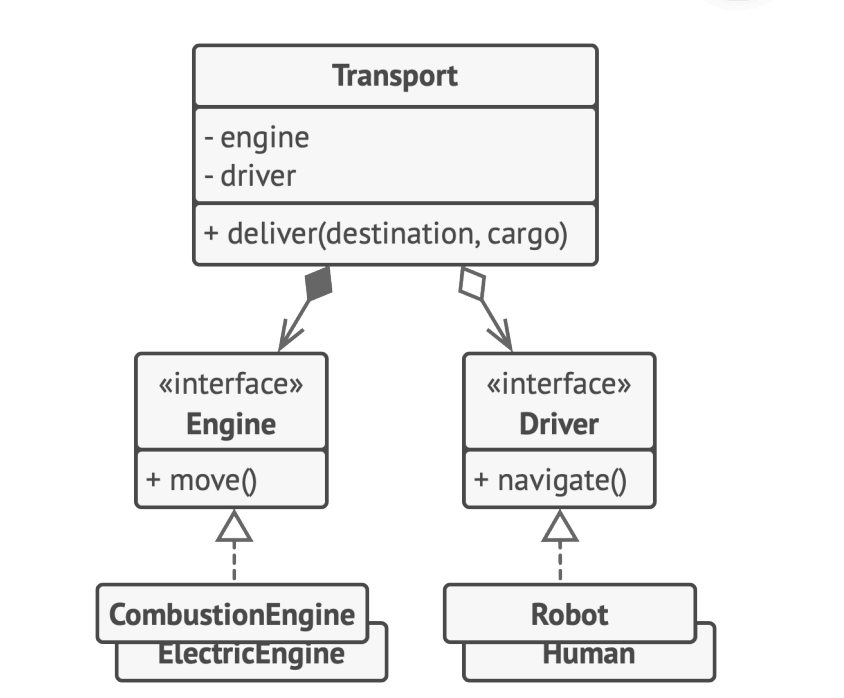 Transport
- engine
- driver
+ deliver(destination, cargo)
«interface»
Engine
+ move()
«interface»
Driver
+ navigate()
CombustionEngine
ElectricEngine
Robot
Human